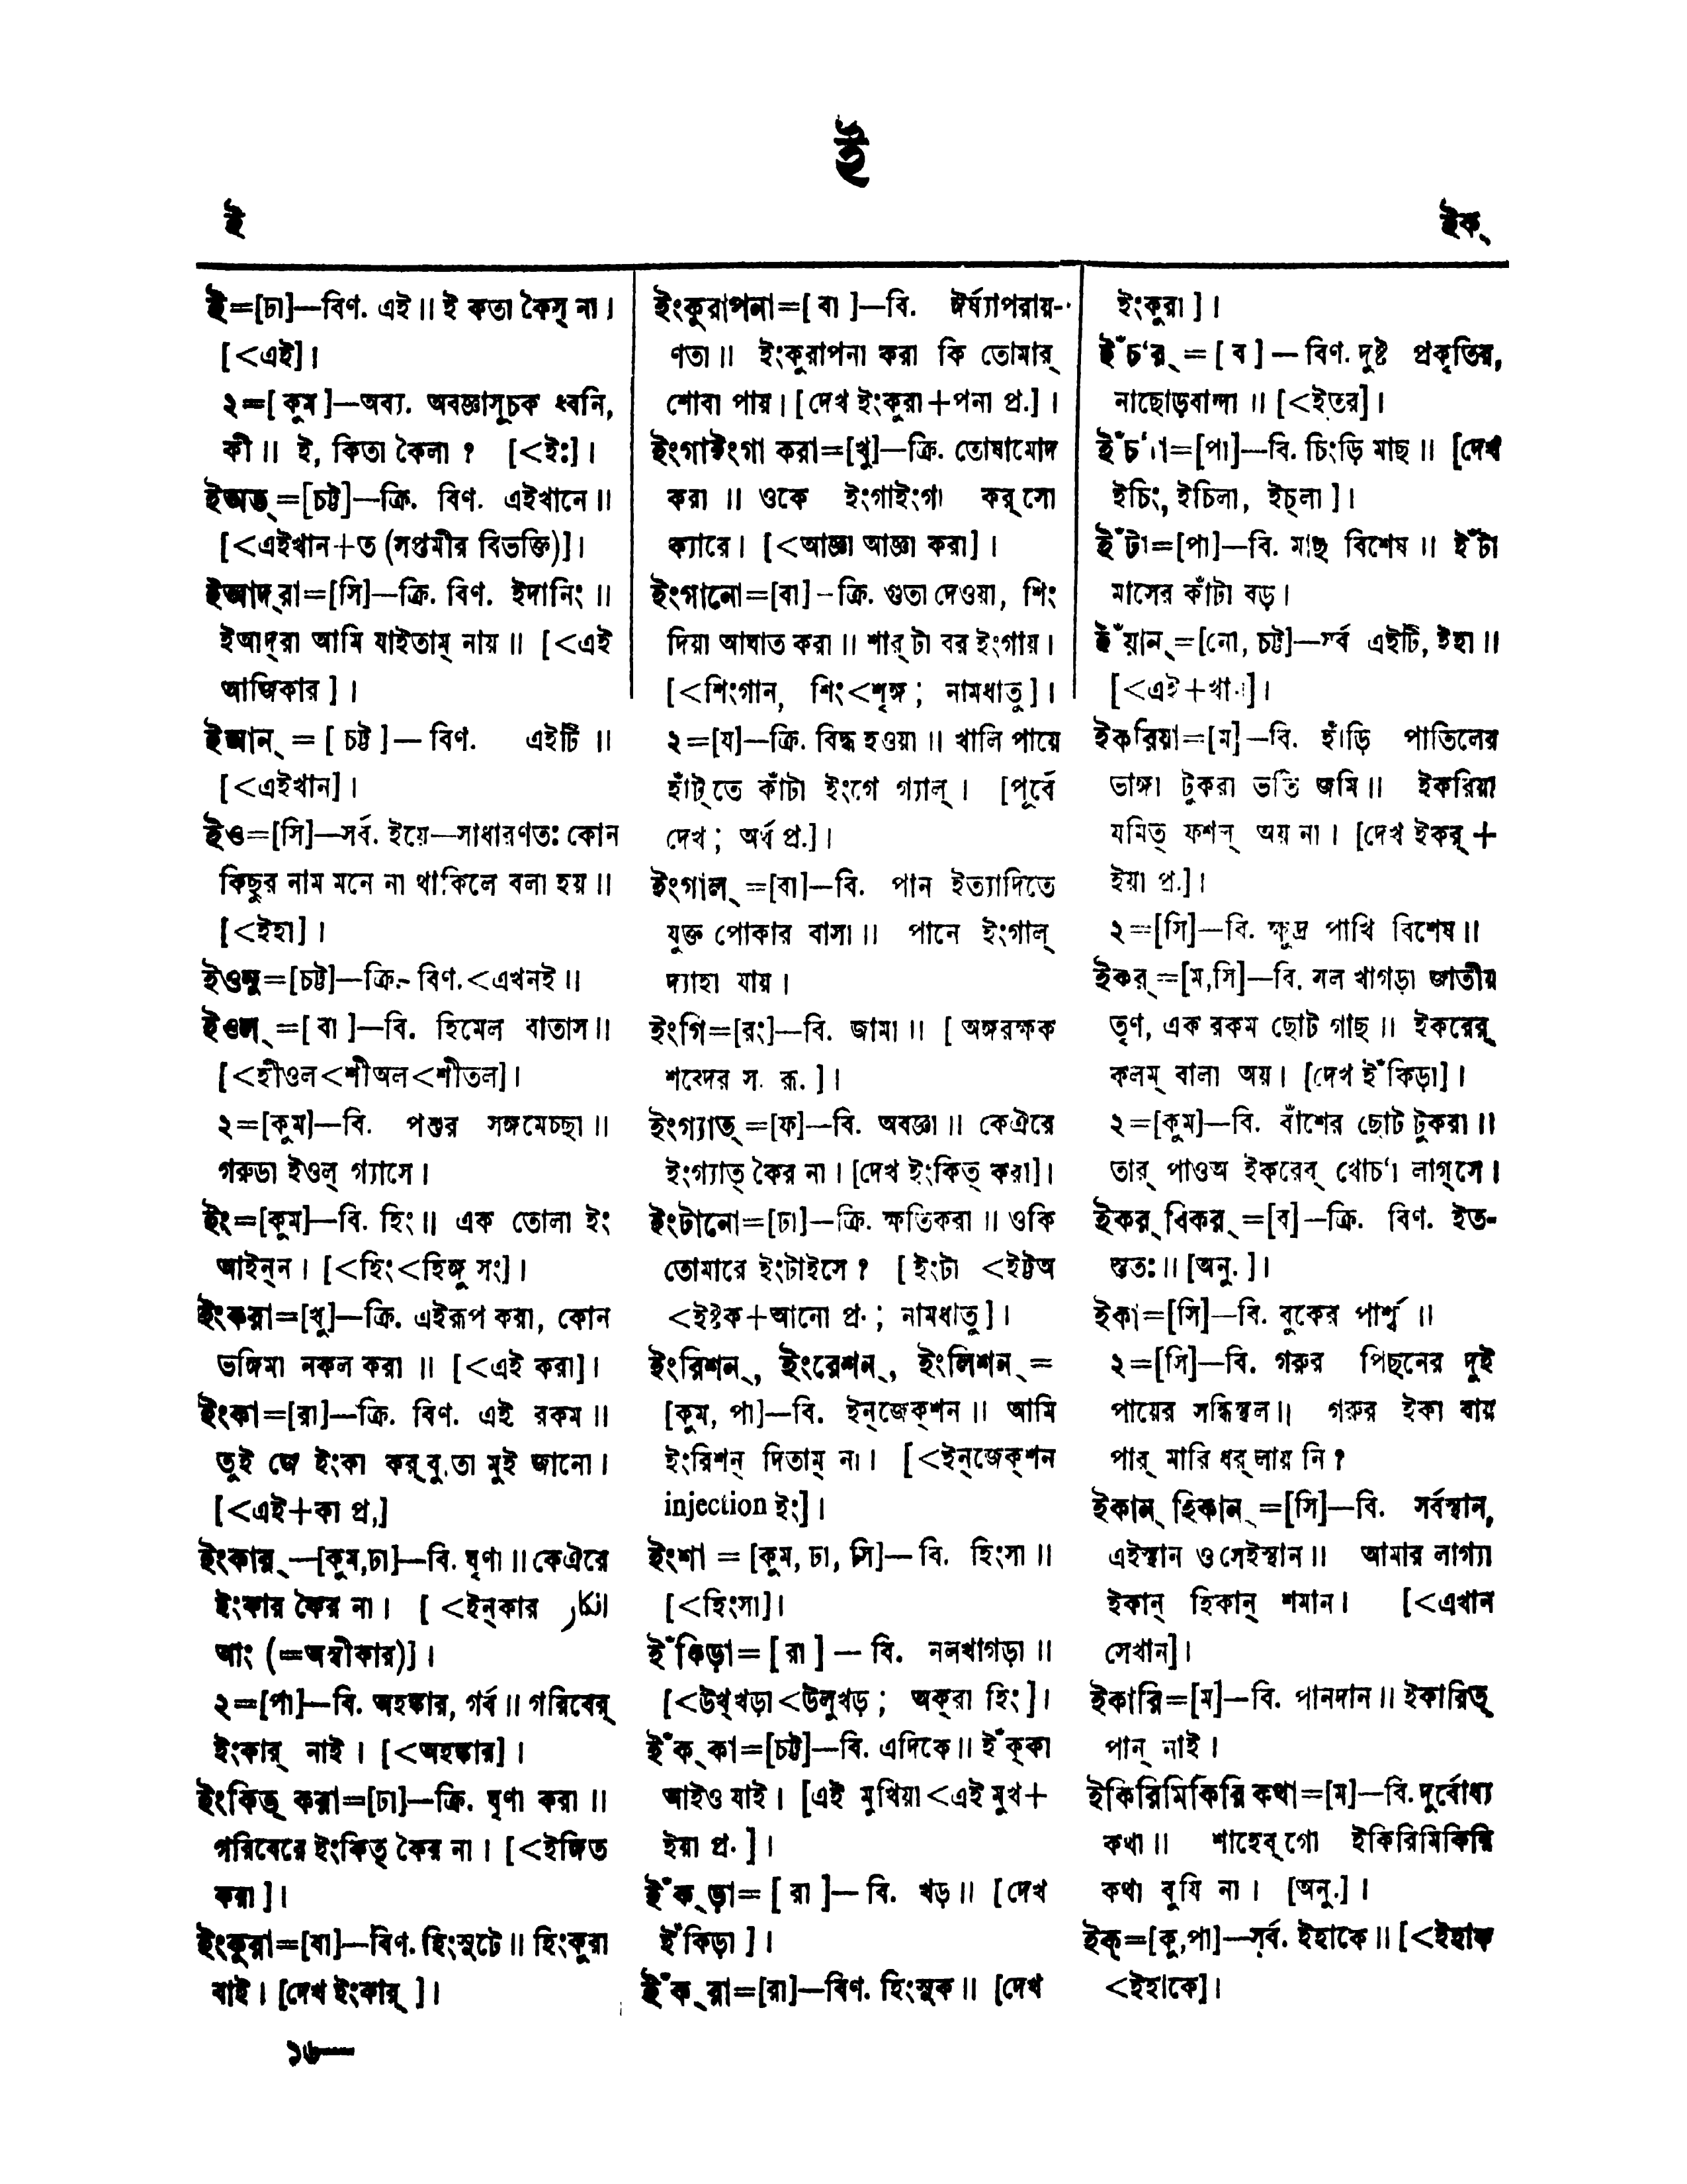 ই
ই
ইক্
ই=[ঢা]—বিণ. এই॥ ই কতা কৈস্ না।
[<এই]।
২=[কুম]—অব্য. অবজ্ঞাসূচক ধ্বনি,
কী॥ ই, কিতা কৈলা? [<ইঃ]।
ইঅত্=[চট্ট]—ক্রি. বিণ. এইখানে॥
[<এইখান+ত (সপ্তমীর বিভক্তি)]।
ইআদ্‌রা=[সি]—ক্রি. বিণ. ইদানিং॥
ইআদ্‌রা আমি যাইতাম্ নায়॥ [<এই
আজিকার]।
ইআন্=[চট্ট]—বিণ. এইটি॥
[<এইখান]।
ইও=[সি]—সর্ব. ইয়ে—সাধারণতঃ কোন
কিছুর নাম মনে না থাকিলে বলা হয়॥
[<ইহা]।
ইওনু=[চট্ট]—ক্রি.- বিণ.<এখনই॥
ইওল্=[বা]—বি. হিমেল বাতাস॥
[<হীওল<শীঅল<শীতল]।
২=[কুম]—বি. পশুর সঙ্গমেচ্ছা॥
গরুডা ইওল্ গ্যাসে।
ইং=[কুম]—বি. হিং॥ এক তোলা ইং
আইন্‌ন। [<হিং<হিঙ্গু সং]।
ইংকরা=[খু]—ক্রি. এইরূপ করা, কোন
ভঙ্গিমা নকল করা॥ [<এই করা]।
ইংকা=[রা]—ক্রি. বিণ. এই রকম॥
তুই জে ইংকা কর্‌বু.তা মুই জানো।
[<এই+কা প্র,]
ইংকার্—[কুম,ঢা]—বি. ঘৃণা॥ কেঐরে
ইংকার কৈর না। [<ইন্‌কার انكار
আং (=অস্বীকার)]।
২=[পা]—বি. অহঙ্কার, গর্ব॥ গরিবের্
ইংকার্ নাই। [<অহঙ্কার]।
ইংকিত্ করা=[ঢা]—ক্রি. ঘৃণা করা॥
গরিবেরে ইংকিত্ কৈর না। [<ইঙ্গিত
করা]।
ইংকুরা=[বা]—বিণ. হিংসুটে॥ হিংকুরা
বাই। [দেখ ইংকার্]।
১৬—
ইংকুরাপনা=[বা]—বি. ঈর্ষ্যাপরায়-
ণতা॥ ইংকুরাপনা করা কি তোমার্
শোবা পায়। [দেখ ইংকুরা+পনা প্র.]।
ইংগাইংগা করা=[খু]—ক্রি. তোষামোদ
করা॥ ওকে ইংগাইংগা কর্‌সো
ক্যারে। [<আজ্ঞা আজ্ঞা করা]।
ইংগানো=[বা]-ক্রি. গুতা দেওয়া, শিং
দিয়া আঘাত করা॥ শার্‌টা বর ইংগায়।
[<শিংগান, শিং<শৃঙ্গ; নামধাতু]।
২=[য]—ক্রি. বিদ্ধ হওয়া॥ খালি পায়ে
হাঁট্‌তে কাঁটা ইংগে গ্যাল্। [পূর্বে
দেখ; অর্থ প্র.]।
ইংগাল্=[বা]—বি. পান ইত্যাদিতে
যুক্ত পোকার বাসা॥ পানে ইংগাল্
দ্যাহা যায়।
ইংগি=[রং]—বি. জামা॥ [অঙ্গরক্ষক
শব্দের স. রূ.]।
ইংগ্যাত্=[ফ]—বি. অবজ্ঞা॥ কেঐরে
ইংগ্যাত্ কৈর না। [দেখ ইংকিত্ করা]।
ইংটানো=[ঢা]—ক্রি. ক্ষতিকরা॥ ওকি
তোমারে ইংটাইসে? [ইংটা <ইট্টঅ
<ইষ্টক+আনো প্র.; নামধাতু]।
ইংরিশন্, ইংরেশন্, ইংলিশন্=
[কুম, পা]—বি. ইন্‌জেক্‌শন॥ আমি
ইংরিশন্ দিতাম্ না। [<ইন্‌জেক্‌শন
injection ইং]।
ইংশা=[কুম, ঢা, সি]—বি. হিংসা॥
[<হিংসা]।
ইঁকিড়া=[রা]—বি. নলখাগড়া॥
[<উখ্‌খড়া<উলুখড়; অক্‌রা হিং]।
ইঁক্‌কা=[চট্ট]—বি. এদিকে॥ ইঁক্‌কা
আইও যাই। [এই মুখিয়া<এই মুখ+
ইয়া প্র.]।
ইঁক্‌ড়া=[রা]—বি. খড়॥ [দেখ
ইঁকিড়া]।
ইঁক্‌রা=[রা]—বিণ. হিংসুক॥ [দেখ
ইংকুরা]।
ইঁচ'র্=[ব]—বিণ. দুষ্ট প্রকৃতির,
নাছোড়বান্দা॥ [<ইতর]।
ইঁচ'া=[পা]—বি. চিংড়ি মাছ॥ [দেখ
ইচিং, ইচিলা, ইচ্‌লা]।
ইঁটা=[পা]—বি. মাছ বিশেষ॥ ইঁটা
মাসের কাঁটা বড়।
ইঁয়ান্=[নো, চট্ট]—সর্ব এইটি, ইহা॥
[<এই+খান]।
ইকরিয়া=[ম]—বি. হাঁড়ি পাতিলের
ভাঙ্গা টুকরা ভর্তি জমি॥ ইকরিয়া
যমিত্ ফশল্ অয় না। [দেখ ইকর্+
ইয়া প্র.]।
২=[সি]—বি. ক্ষুদ্র পাখি বিশেষ॥
ইকর্=[ম,সি]—বি. নল খাগড়া জাতীয়
তৃণ, এক রকম ছোট গাছ॥ ইকরের্
কলম্ বালা অয়। [দেখ ইঁকিড়া]।
২=[কুম]—বি. বাঁশের ছোট টুকরা॥
তার্ পাওঅ ইকরের্ খোচ'া লাগ্‌সে।
ইকর্ বিকর্=[ব]—ক্রি. বিণ. ইত-
স্ততঃ॥ [অনু.]।
ইকা=[সি]—বি. বুকের পার্শ্ব॥
২=[সি]—বি. গরুর পিছনের দুই
পায়ের সন্ধিস্থল॥ গরুর ইকা বায়
পার্ মারি ধর্‌লায় নি?
ইকান্ হিকান্=[সি]—বি. সর্বস্থান,
এইস্থান ও সেইস্থান॥ আমার লাগ্যা
ইকান্ হিকান্ শমান। [<এখান
সেখান]।
ইকারি=[ম]—বি. পানদান॥ ইকারিত্
পান্ নাই।
ইকিরিমিকিরি কথা=[ম]—বি. দুর্বোধ্য
কথা॥ শাহেব্‌গো ইকিরিমিকিরি
কথা বুযি না। [অনু.]।
ইক্=[কু,পা]—সর্ব. ইহাকে॥ [<ইহাক
<ইহাকে]।